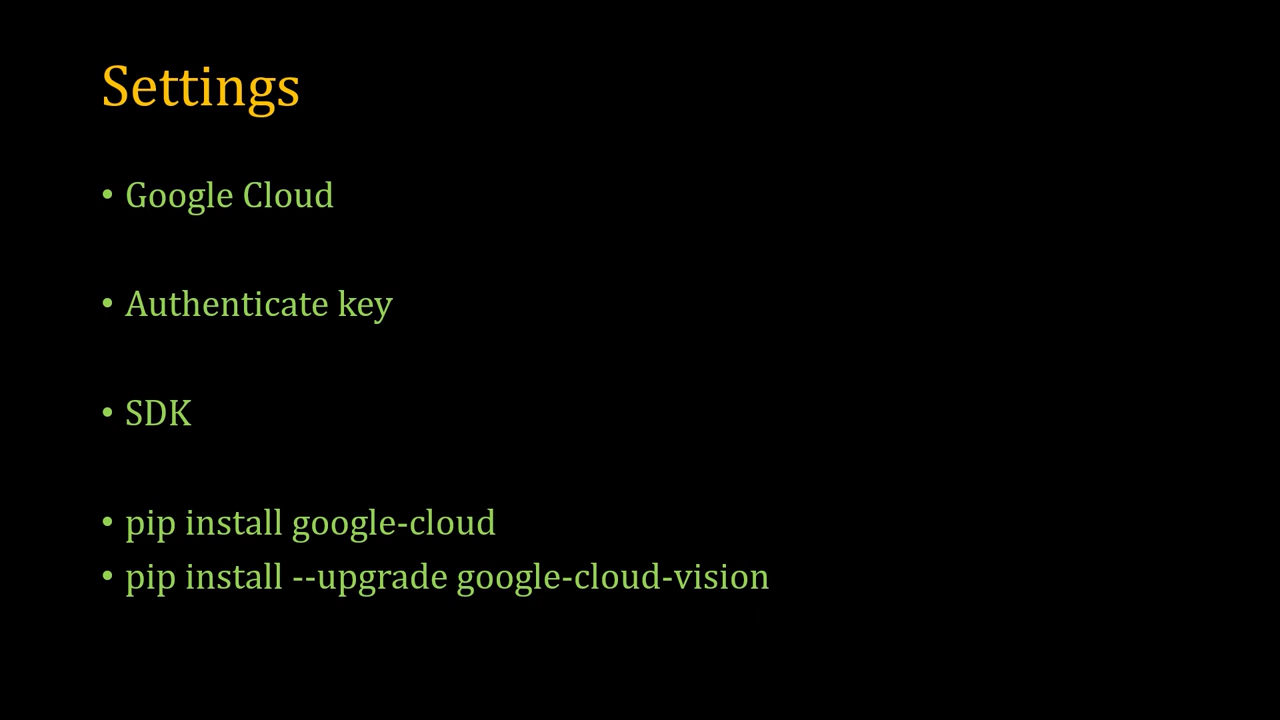 Settings
• Google Cloud
• Authenticate key
• SDK
• pip install google-cloud
• pip install --upgrade google-cloud-vision